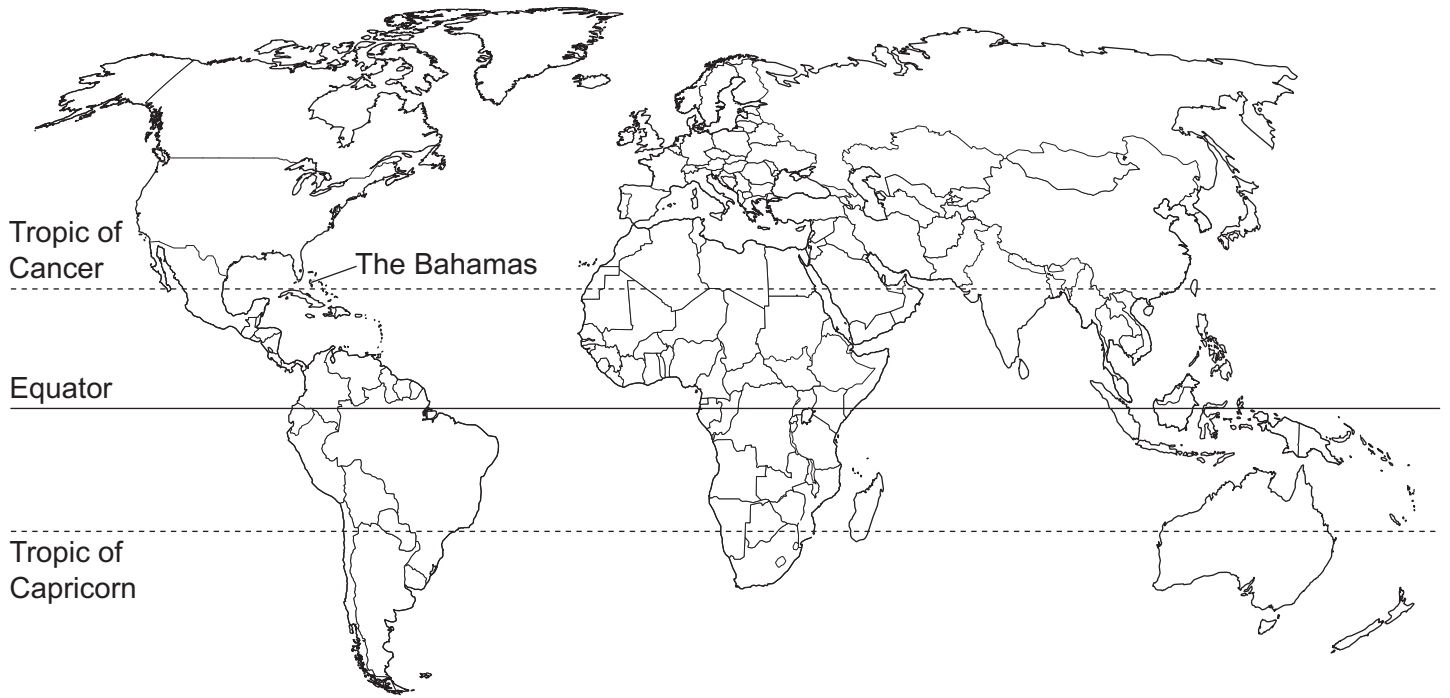 Tropic of
Cancer
The Bahamas
Equator
Tropic of
Capricorn